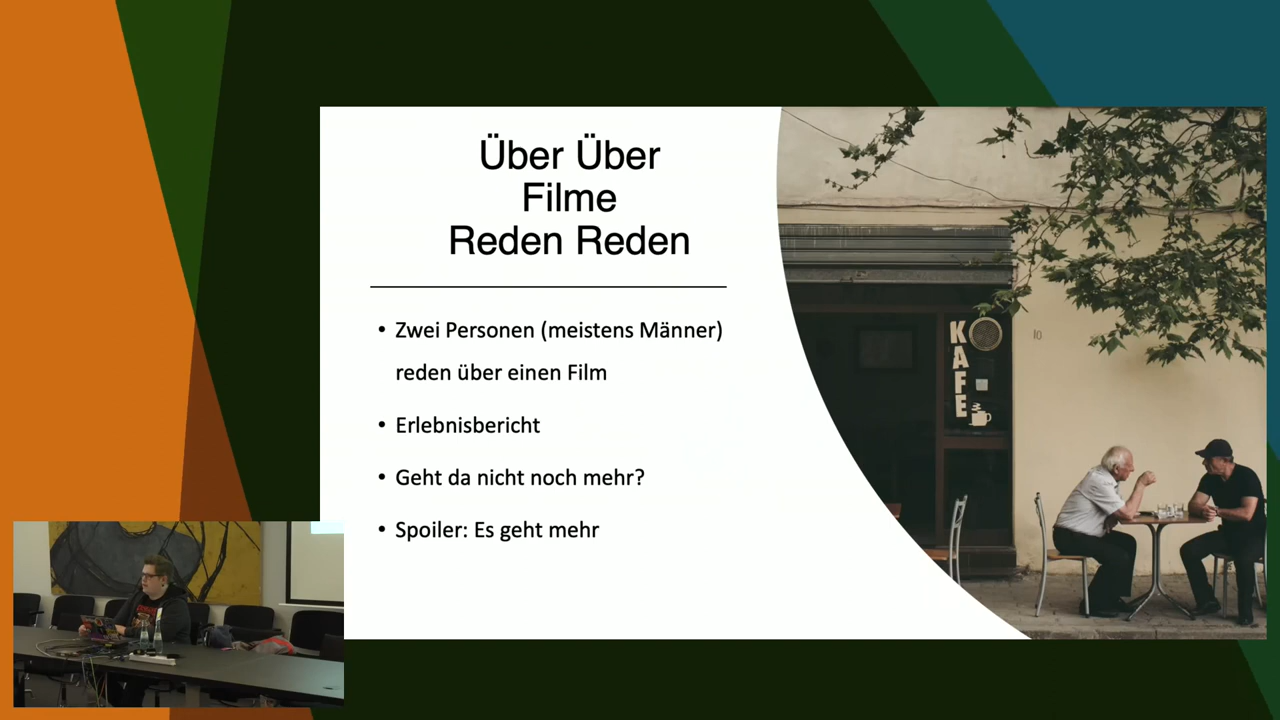 Über Über
Filme
Reden Reden
• Zwei Personen (meistens Männer)
reden über einen Film
• Erlebnisbericht
• Geht da nicht noch mehr?
• Spoiler: Es geht mehr
KAFE
10